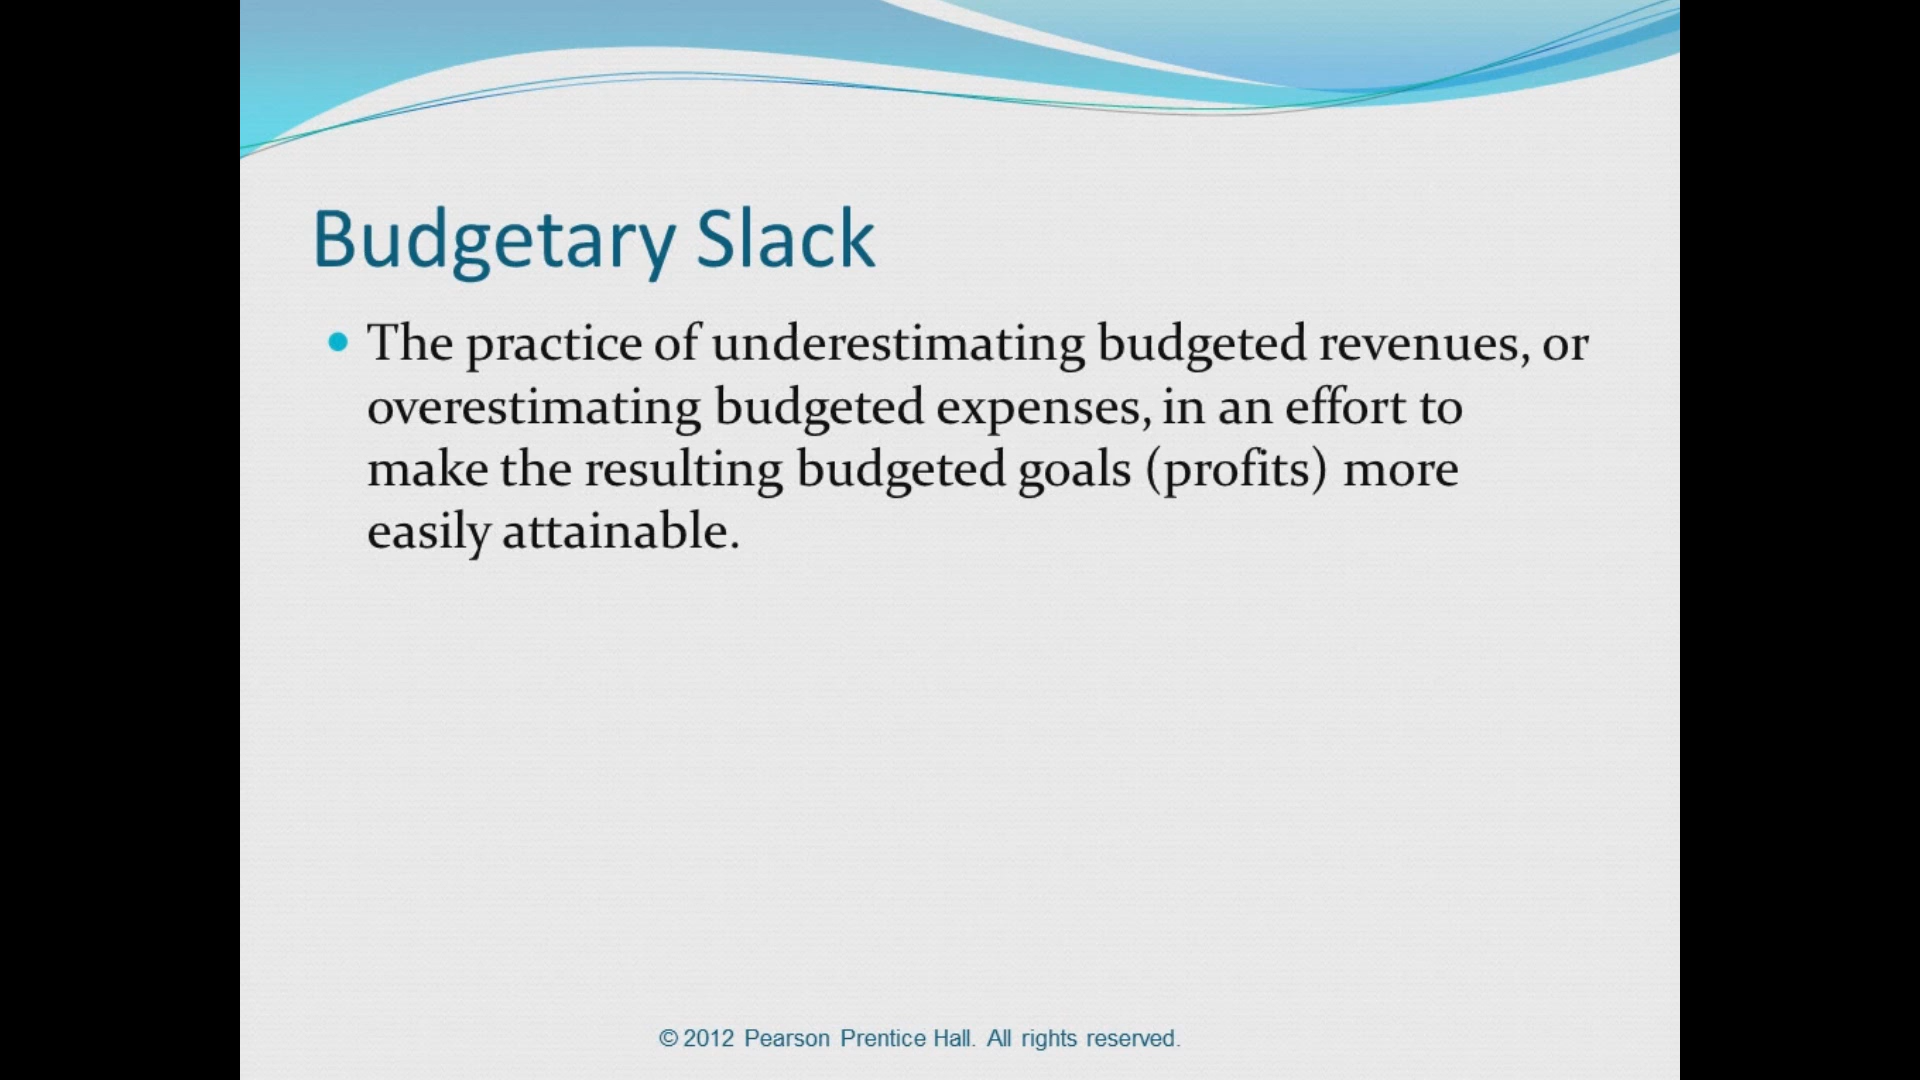 Budgetary Slack
• The practice of underestimating budgeted revenues, or
overestimating budgeted expenses, in an effort to
make the resulting budgeted goals (profits) more
easily attainable.
© 2012 Pearson Prentice Hall. All rights reserved.